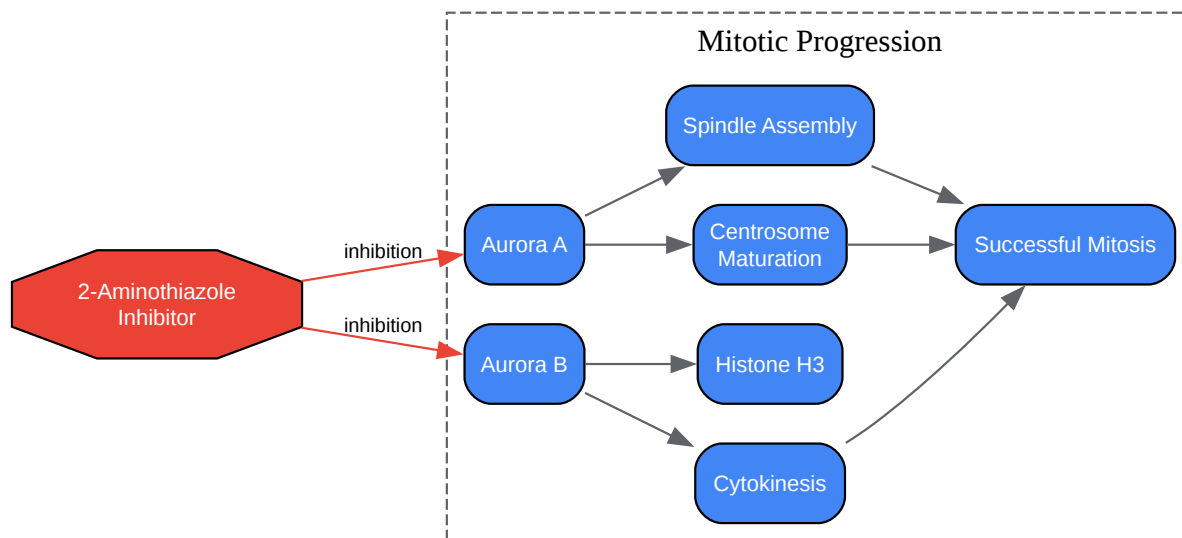 Mitotic Progression
Spindle Assembly
Aurora A
Centrosome
Maturation
Successful Mitosis
inhibition
2-Aminothiazole
Inhibitor
inhibition
Aurora B
Histone H3
Cytokinesis